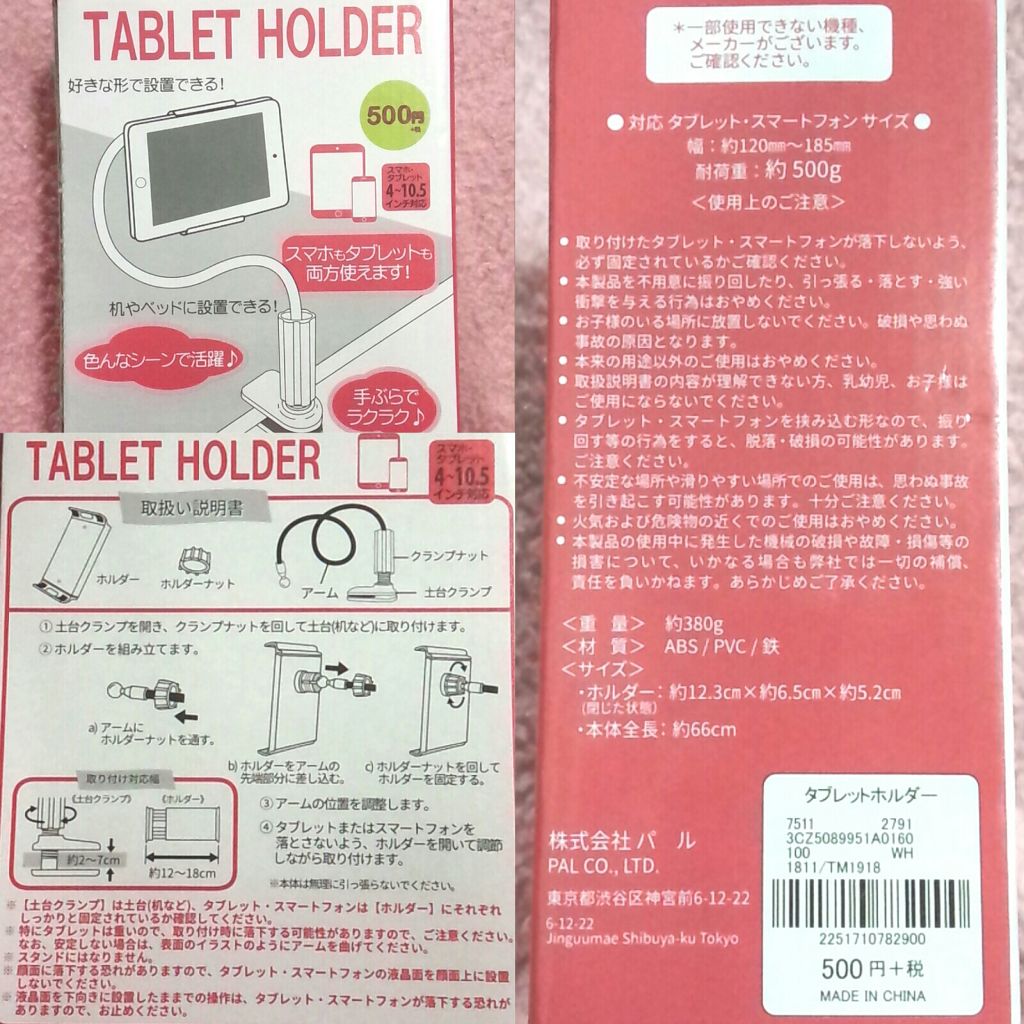 TABLET HOLDER
好きな形で設置できる!
500円
+税
スマホ・
タブレット
4~10.5
インチ対応
スマホもタブレットも
両方使えます!
机やベッドに設置できる!
色んなシーンで活躍♪
手ぶらで
ラクラク♪
TABLET HOLDER
スマホ・
タブレット
4~10.5
インチ対応
取扱い説明書
ホルダー
ホルダーナット
アーム
クランプナット
土台クランプ
①土台クランプを開き、クランプナットを回して土台(机など)に取り付けます。
②ホルダーを組み立てます。
a)アームに
ホルダーナットを通す。
b)ホルダーをアームの
先端部分に差し込む。
c)ホルダーナットを回して
ホルダーを固定する。
取り付け対応幅
《土台クランプ》
《ホルダー》
約2〜7cm
約12〜18cm
③アームの位置を調整します。
④タブレットまたはスマートフォンを
落とさないよう、ホルダーを開いて調節
しながら取り付けます。
※本体は無理に引っ張らないでください。
※【土台クランプ】は土台(机など)、タブレット・スマートフォンは【ホルダー】にそれぞれ
しっかりと固定されているか確認してください。
※特にタブレットは重いので、取り付け時に落下する可能性がありますので、ご注意ください。
なお、安定しない場合は、表面のイラストのようにアームを曲げてください。
※スタンドにはなりません。
※顔面に落下する恐れがありますので、タブレット・スマートフォンの液晶面を顔面上に設置
しないでください。
※液晶面を下向きに設置したままでの操作は、タブレット・スマートフォンが落下する恐れが
ありますので、お止めください。
*一部使用できない機種、
メーカーがございます。
ご確認ください。
●対応 タブレット・スマートフォン サイズ●
幅：約120㎜〜185㎜
耐荷重：約 500g
＜使用上のご注意＞
●取り付けたタブレット・スマートフォンが落下しないよう、
必ず固定されているかご確認ください。
●本製品を不用意に振り回したり、引っ張る・落とす・強い
衝撃を与える行為はおやめください。
●お子様のいる場所に放置しないでください。破損や思わぬ
事故の原因となります。
●本来の用途以外のご使用はおやめください。
●取扱説明書の内容が理解できない方、乳幼児、お子様は
ご使用にならないでください。
●タブレット・スマートフォンを挟み込む形なので、振り
回す等の行為をすると、脱落・破損の可能性があります。
ご注意ください。
●不安定な場所や滑りやすい場所でのご使用は、思わぬ事故
を引き起こす可能性があります。十分ご注意ください。
●火気および危険物の近くでのご使用はおやめください。
●本製品の使用中に発生した機械の破損や故障・損傷等の
損害について、いかなる場合も弊社では一切の補償、
責任を負いかねます。あらかじめご了承ください。
＜重 量＞ 約380g
＜材 質＞ ABS / PVC / 鉄
＜サイズ＞
・ホルダー：約12.3㎝×約6.5㎝×約5.2㎝
(閉じた状態)
・本体全長：約66cm
株式会社 パ ル
PAL CO., LTD.
東京都渋谷区神宮前6-12-22
6-12-22
Jinguumae Shibuya-ku Tokyo
タブレットホルダー
7511 2791
3CZ5089951A0160
100 WH
1811/TM1918
2251710782900
500円＋税
MADE IN CHINA